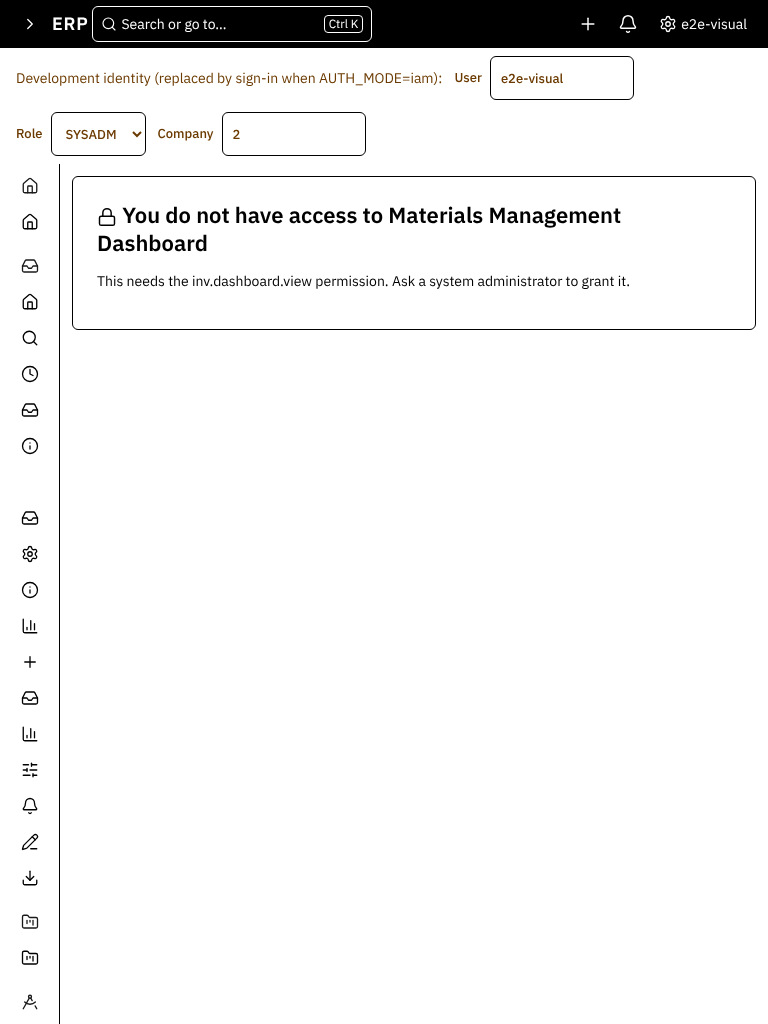 ERP
Search or go to...
Ctrl K
e2e-visual
Development identity (replaced by sign-in when AUTH_MODE=iam):
User
e2e-visual
Role
SYSADM
Company
2
You do not have access to Materials Management
Dashboard
This needs the inv.dashboard.view permission. Ask a system administrator to grant it.